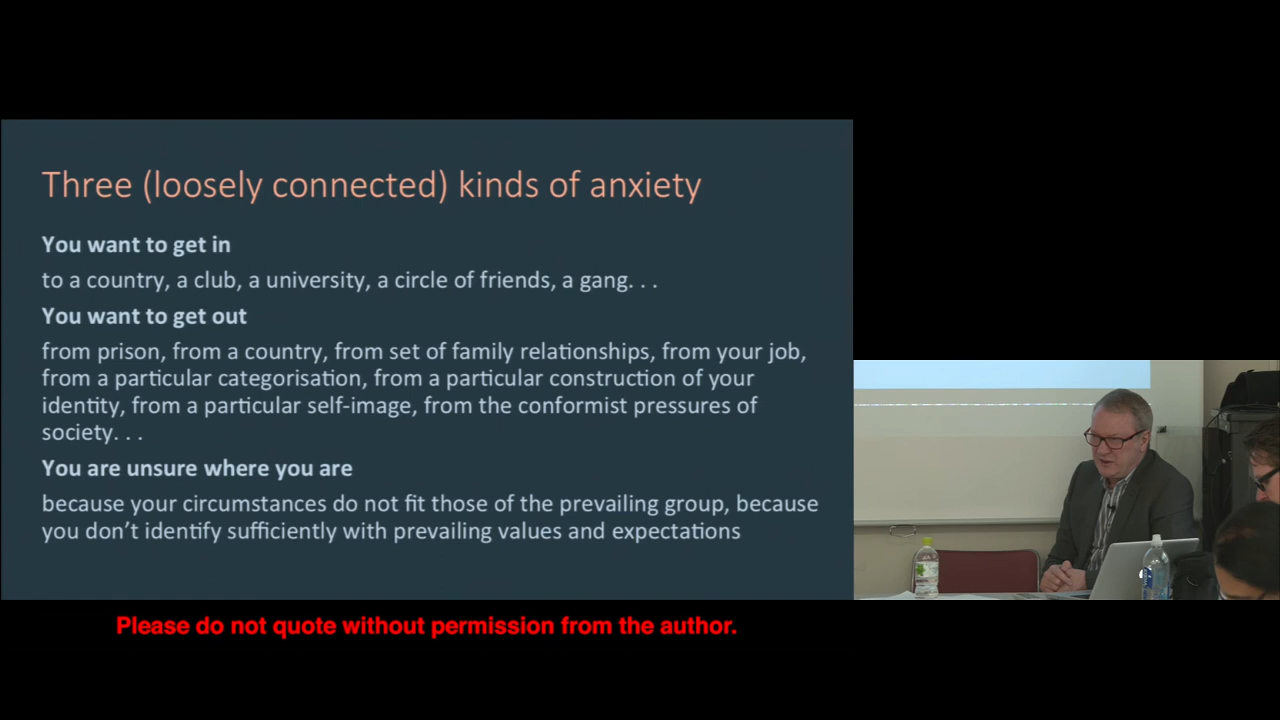 Three (loosely connected) kinds of anxiety
You want to get in
to a country, a club, a university, a circle of friends, a gang. . .
You want to get out
from prison, from a country, from set of family relationships, from your job,
from a particular categorisation, from a particular construction of your
identity, from a particular self-image, from the conformist pressures of
society. . .
You are unsure where you are
because your circumstances do not fit those of the prevailing group, because
you don’t identify sufficiently with prevailing values and expectations
Please do not quote without permission from the author.